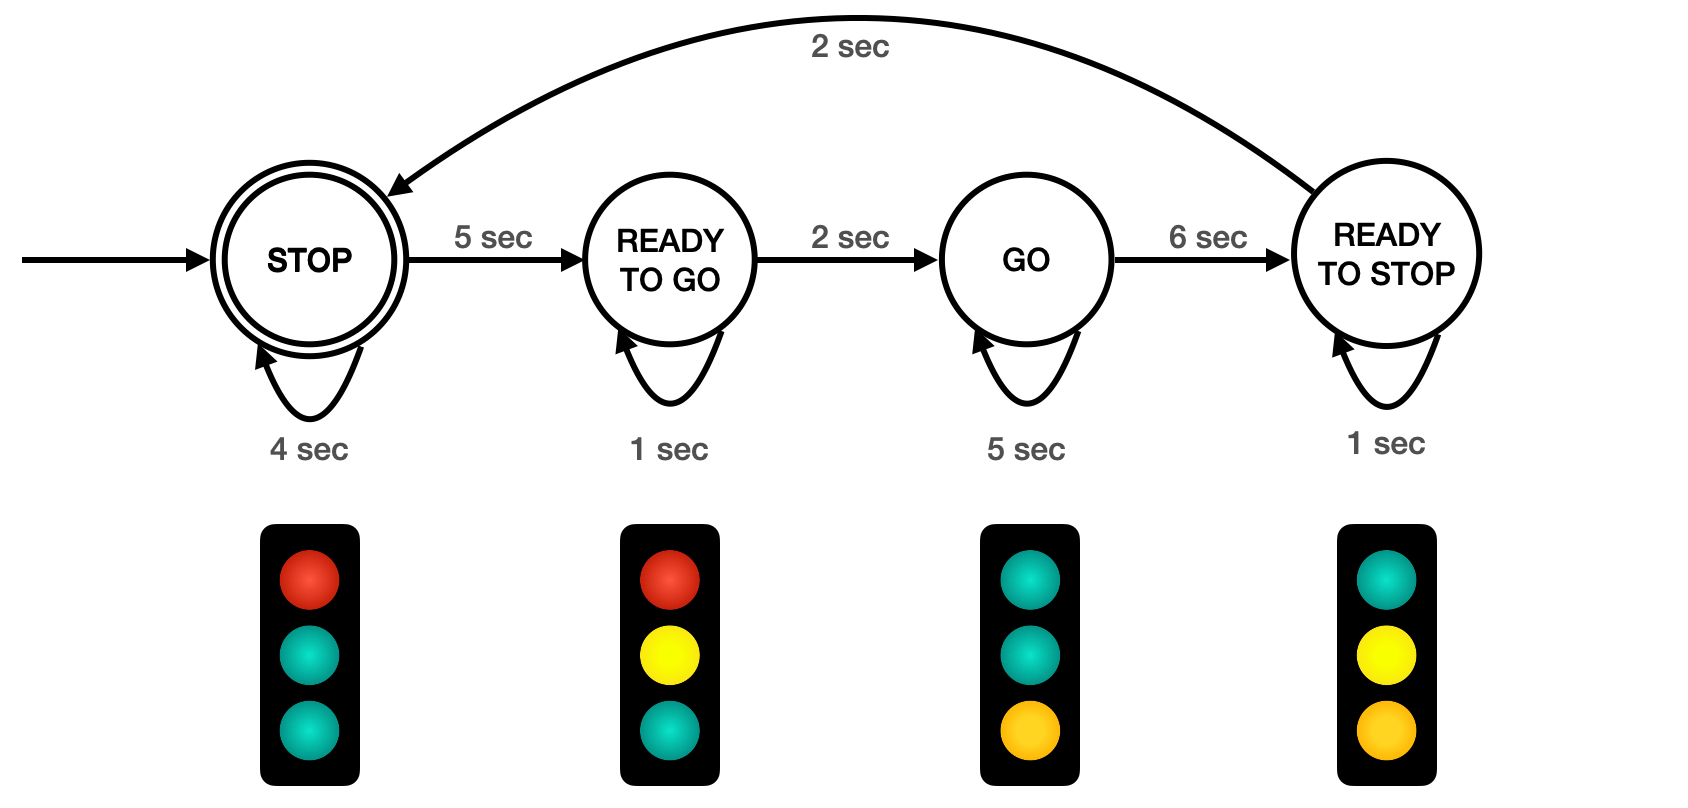 2 sec
STOP
5 sec
READY
TO GO
2 sec
GO
6 sec
READY
TO STOP
4 sec
1 sec
5 sec
1 sec